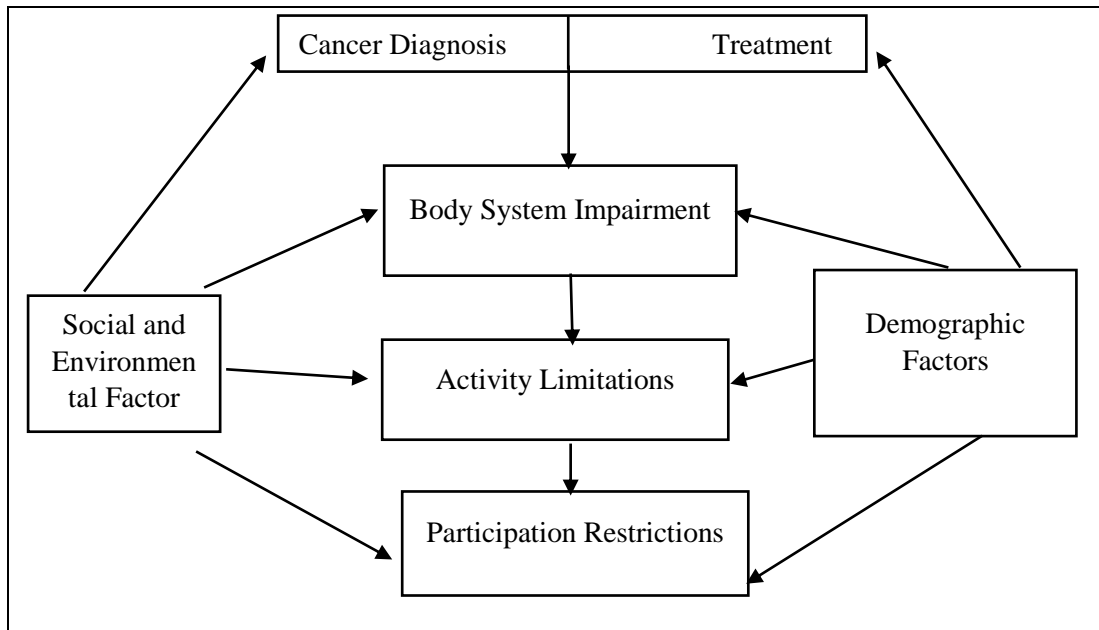 Cancer Diagnosis Treatment
Body System Impairment
Social and
Environmen
tal Factor
Demographic
Factors
Activity Limitations
Participation Restrictions